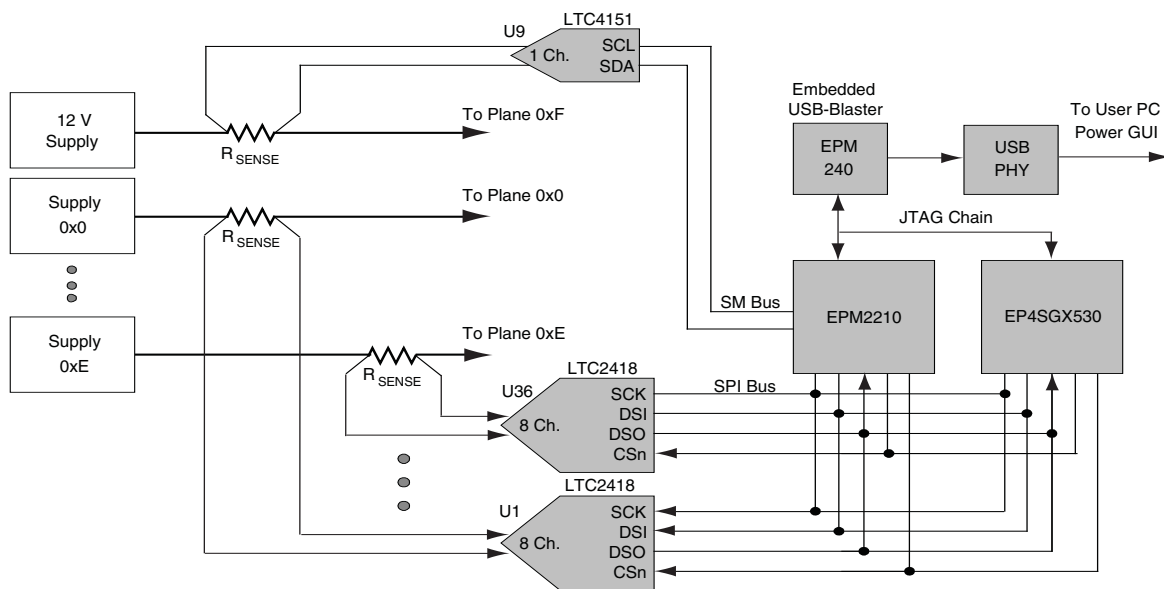 LTC4151
U9
1 Ch.
SCL
SDA
12 V
Supply
R SENSE
To Plane 0xF
Embedded
USB-Blaster
EPM
240
USB
PHY
To User PC
Power GUI
Supply
0x0
R SENSE
To Plane 0x0
JTAG Chain
SM Bus
EPM2210
EP4SGX530
Supply
0xE
To Plane 0xE
R SENSE
LTC2418
U36
8 Ch.
SCK
DSI
DSO
CSn
SPI Bus
LTC2418
U1
8 Ch.
SCK
DSI
DSO
CSn